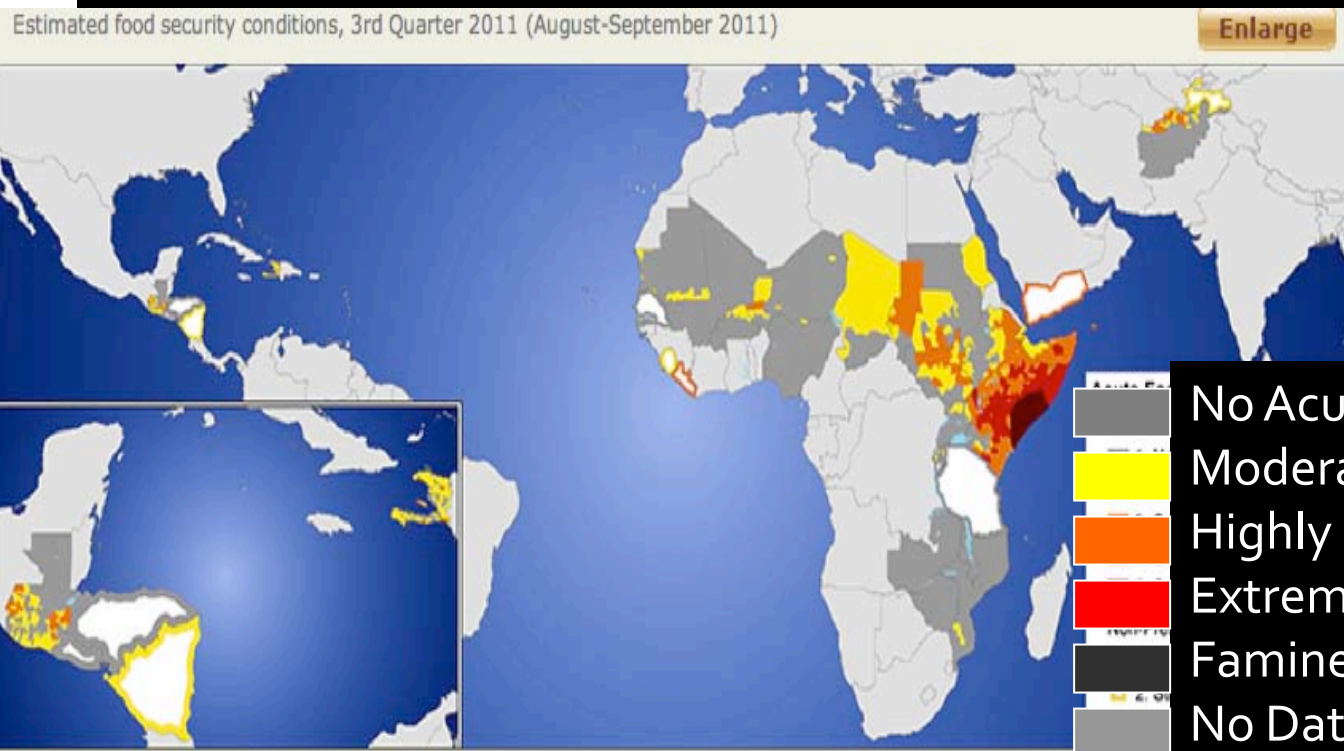 Estimated food security conditions, 3rd Quarter 2011 (August-September 2011)
Enlarge
No Acu
Modera
Highly
Extrem
Famine
No Dat